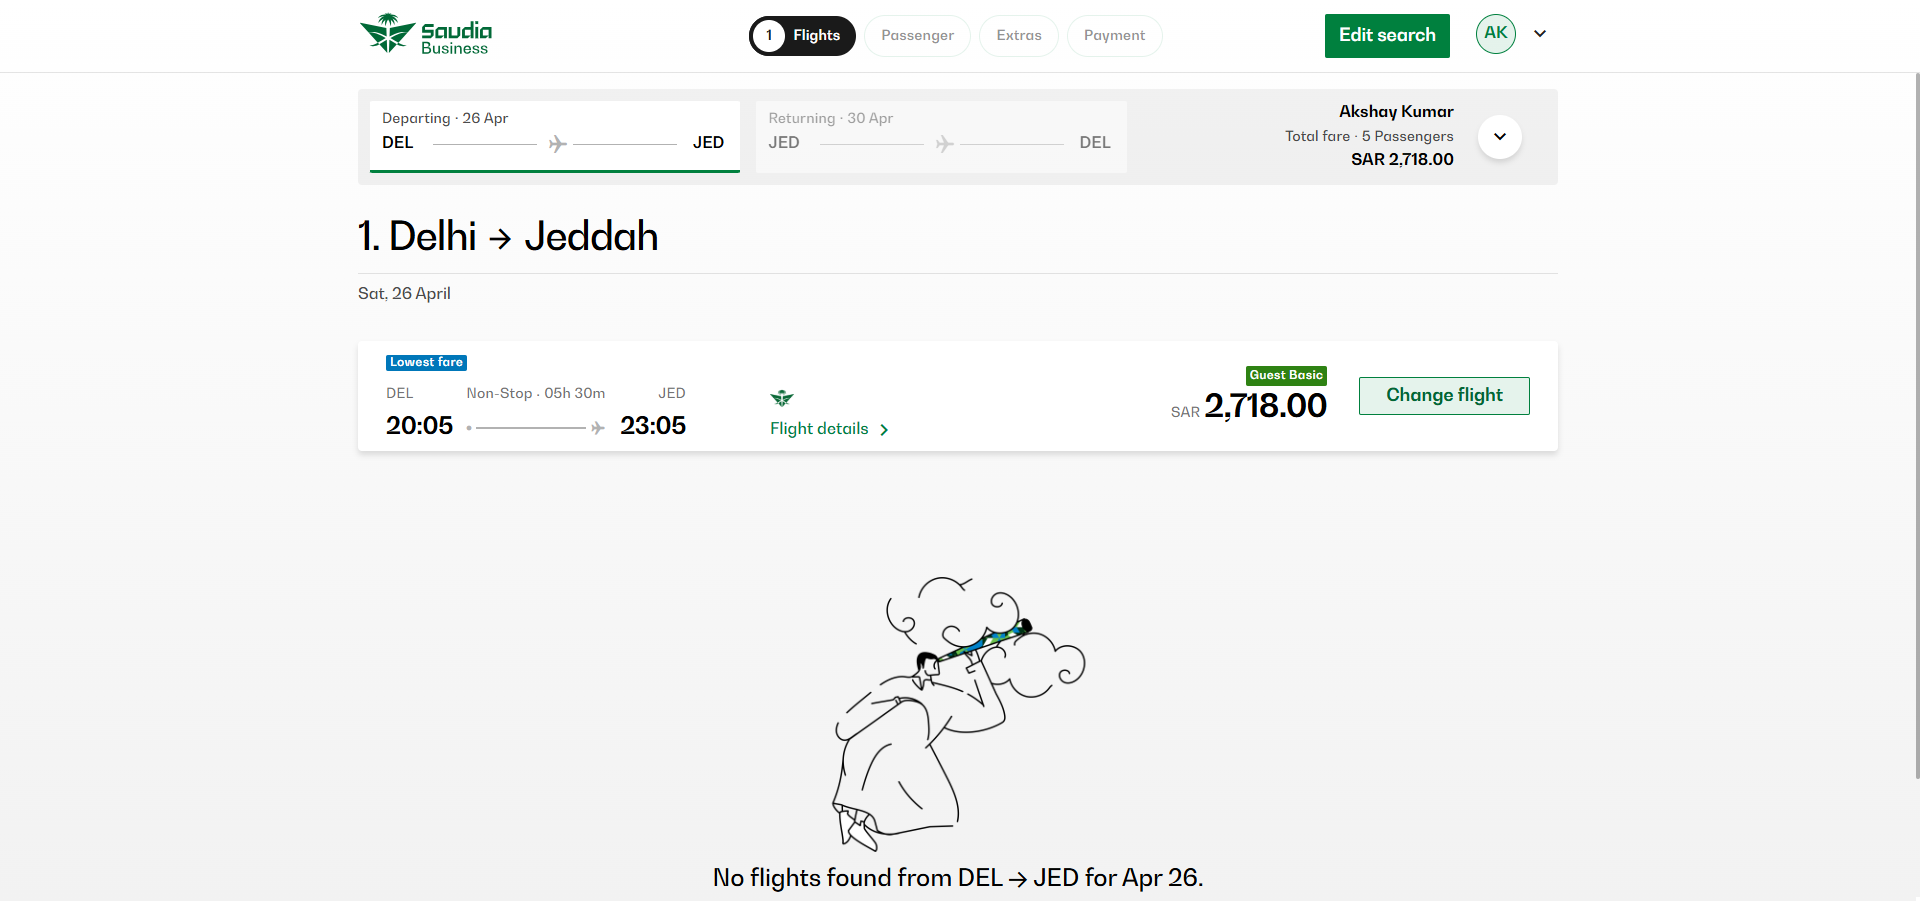 Saudia
Business
1 Flights
Passenger
Extras
Payment
Edit search
AK
Departing · 26 Apr
DEL JED
Returning · 30 Apr
JED DEL
Akshay Kumar
Total fare · 5 Passengers
SAR 2,718.00
1. Delhi → Jeddah
Sat, 26 April
Lowest fare
DEL Non-Stop · 05h 30m JED
20:05 23:05
Flight details
Guest Basic
SAR 2,718.00
Change flight
No flights found from DEL → JED for Apr 26.